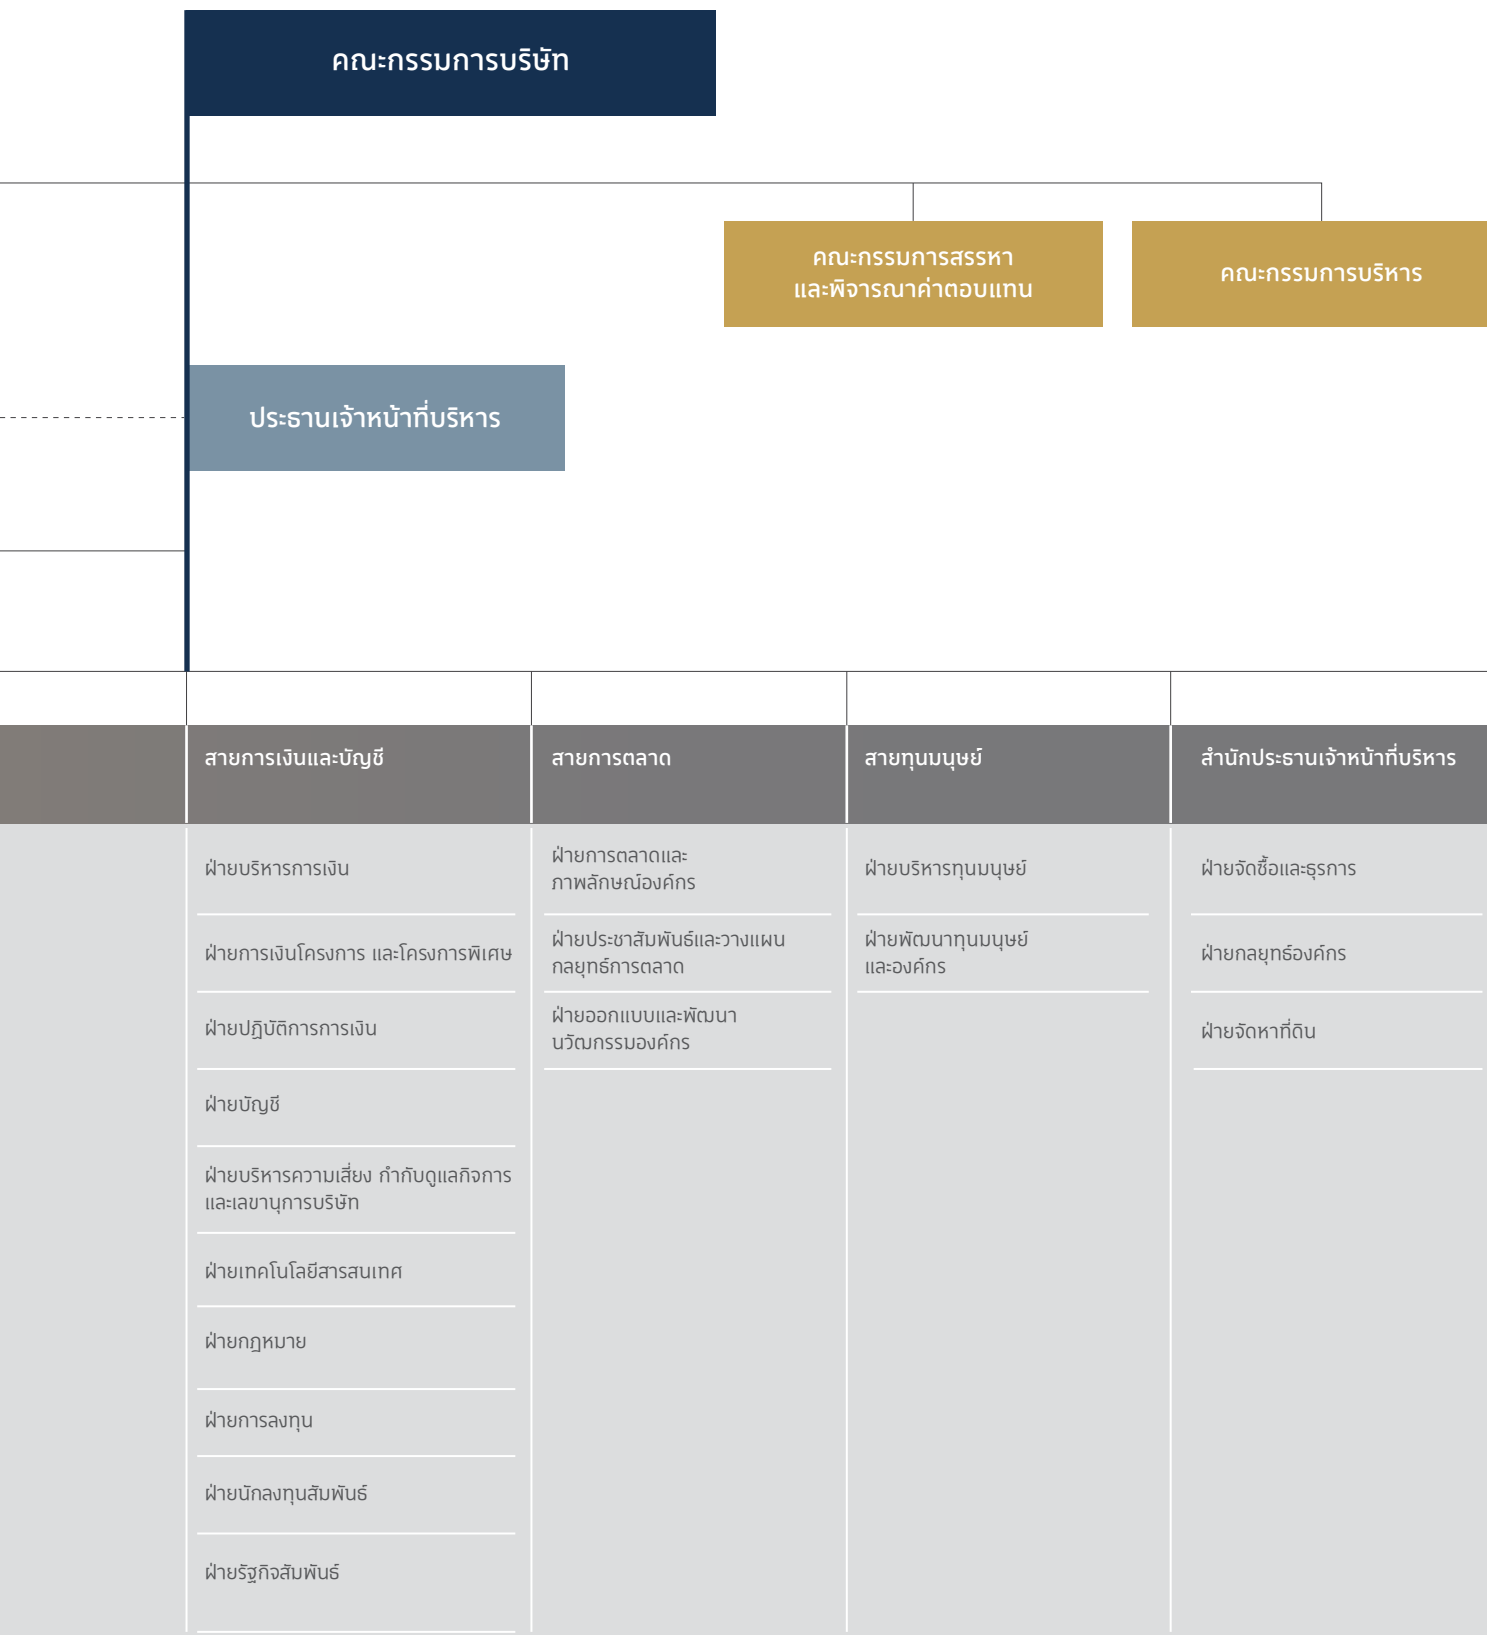 คณะกรรมการบริษัท
คณะกรรมการสรรหา
และพิจารณาค่าตอบแทน
คณะกรรมการบริหาร
ประธานเจ้าหน้าที่บริหาร
สายการเงินและบัญชี
ฝ่ายบริหารการเงิน
ฝ่ายการเงินโครงการ และโครงการพิเศษ
ฝ่ายปฏิบัติการการเงิน
ฝ่ายบัญชี
ฝ่ายบริหารความเสี่ยง กำกับดูแลกิจการ
และเลขานุการบริษัท
ฝ่ายเทคโนโลยีสารสนเทศ
ฝ่ายกฎหมาย
ฝ่ายการลงทุน
ฝ่ายนักลงทุนสัมพันธ์
ฝ่ายรัฐกิจสัมพันธ์
สายการตลาด
ฝ่ายการตลาดและ
ภาพลักษณ์องค์กร
ฝ่ายประชาสัมพันธ์และวางแผน
กลยุทธ์การตลาด
ฝ่ายออกแบบและพัฒนา
นวัฒกรรมองค์กร
สายทุนมนุษย์
ฝ่ายบริหารทุนมนุษย์
ฝ่ายพัฒนาทุนมนุษย์
และองค์กร
สำนักประธานเจ้าหน้าที่บริหาร
ฝ่ายจัดซื้อและธุรการ
ฝ่ายกลยุทธ์องค์กร
ฝ่ายจัดหาที่ดิน